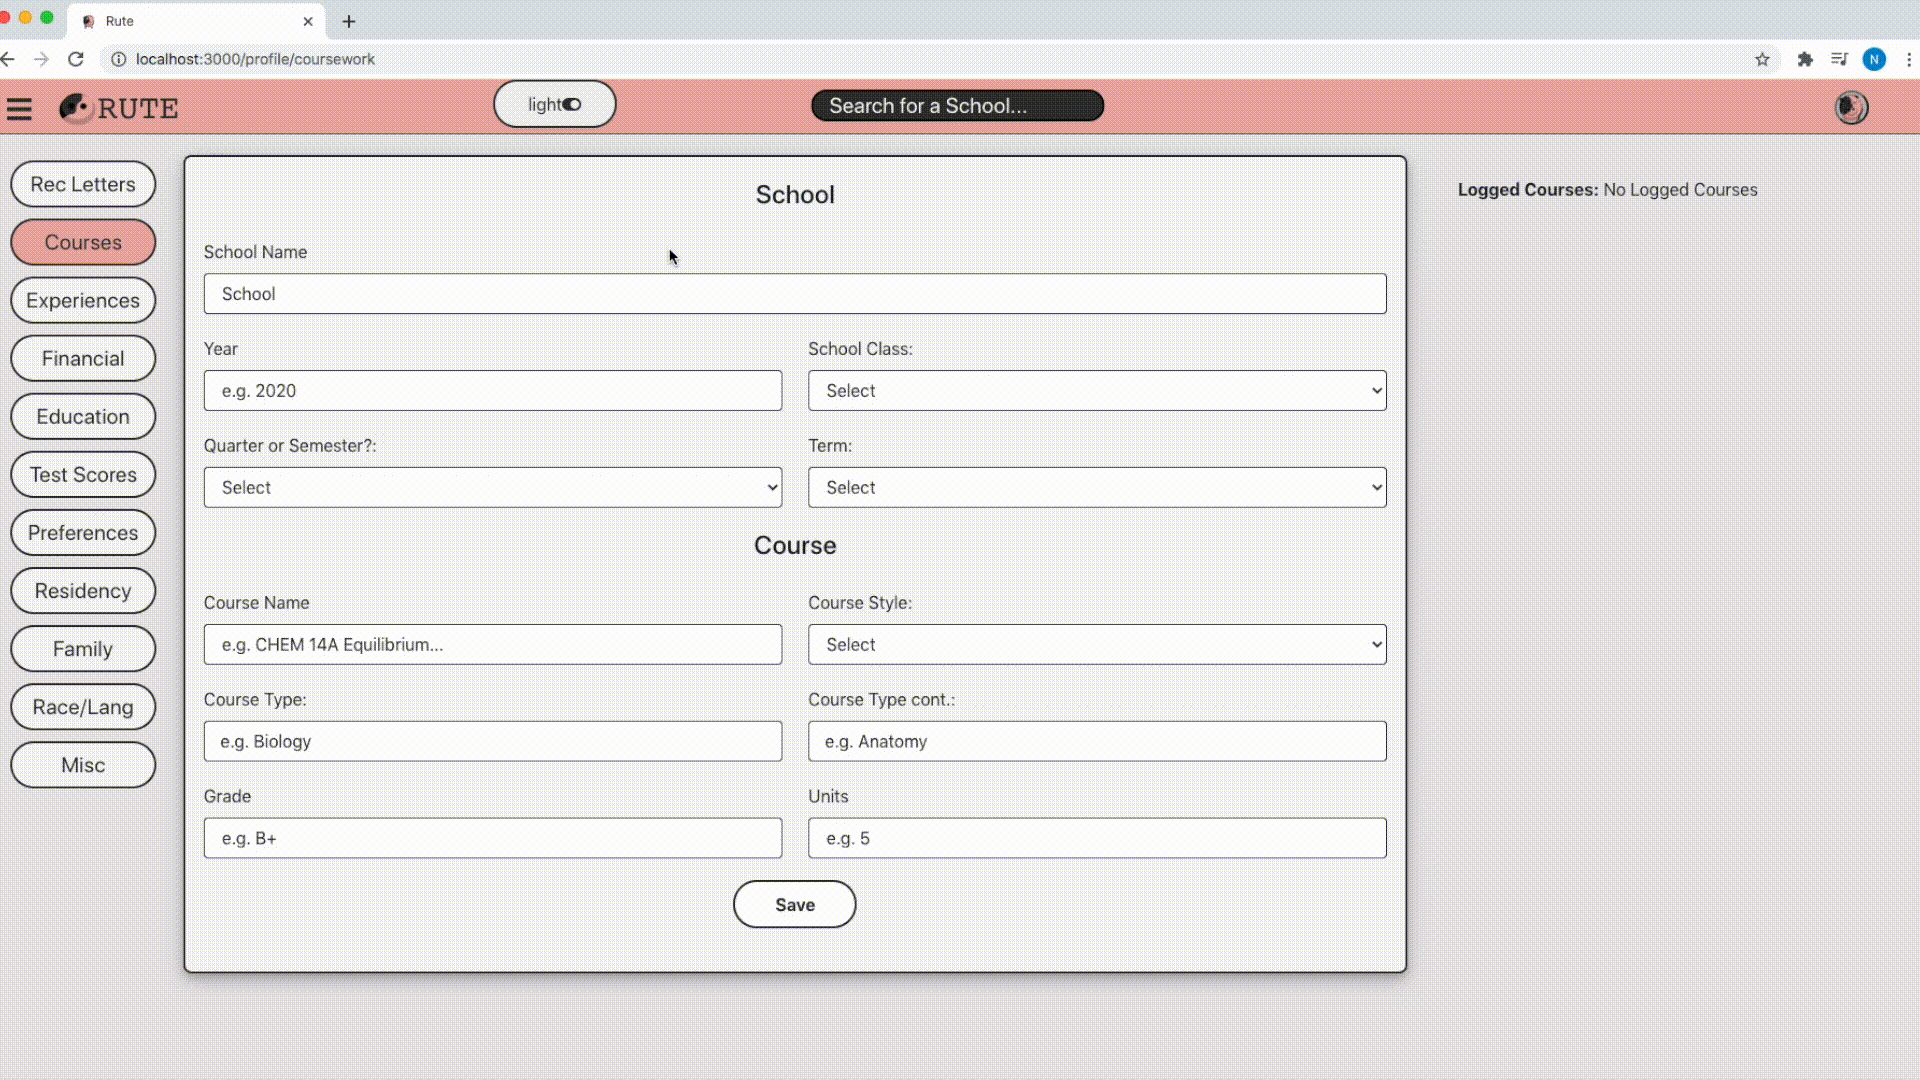 Rute
localhost:3000/profile/coursework
N
RUTE
light
Search for a School...
Rec Letters
Courses
Experiences
Financial
Education
Test Scores
Preferences
Residency
Family
Race/Lang
Misc
School
School Name
School
Year
School Class:
e.g. 2020
Select
Quarter or Semester?:
Term:
Select
Select
Course
Course Name
Course Style:
e.g. CHEM 14A Equilibrium...
Select
Course Type:
Course Type cont.:
e.g. Biology
e.g. Anatomy
Grade
Units
e.g. B+
e.g. 5
Save
Logged Courses: No Logged Courses